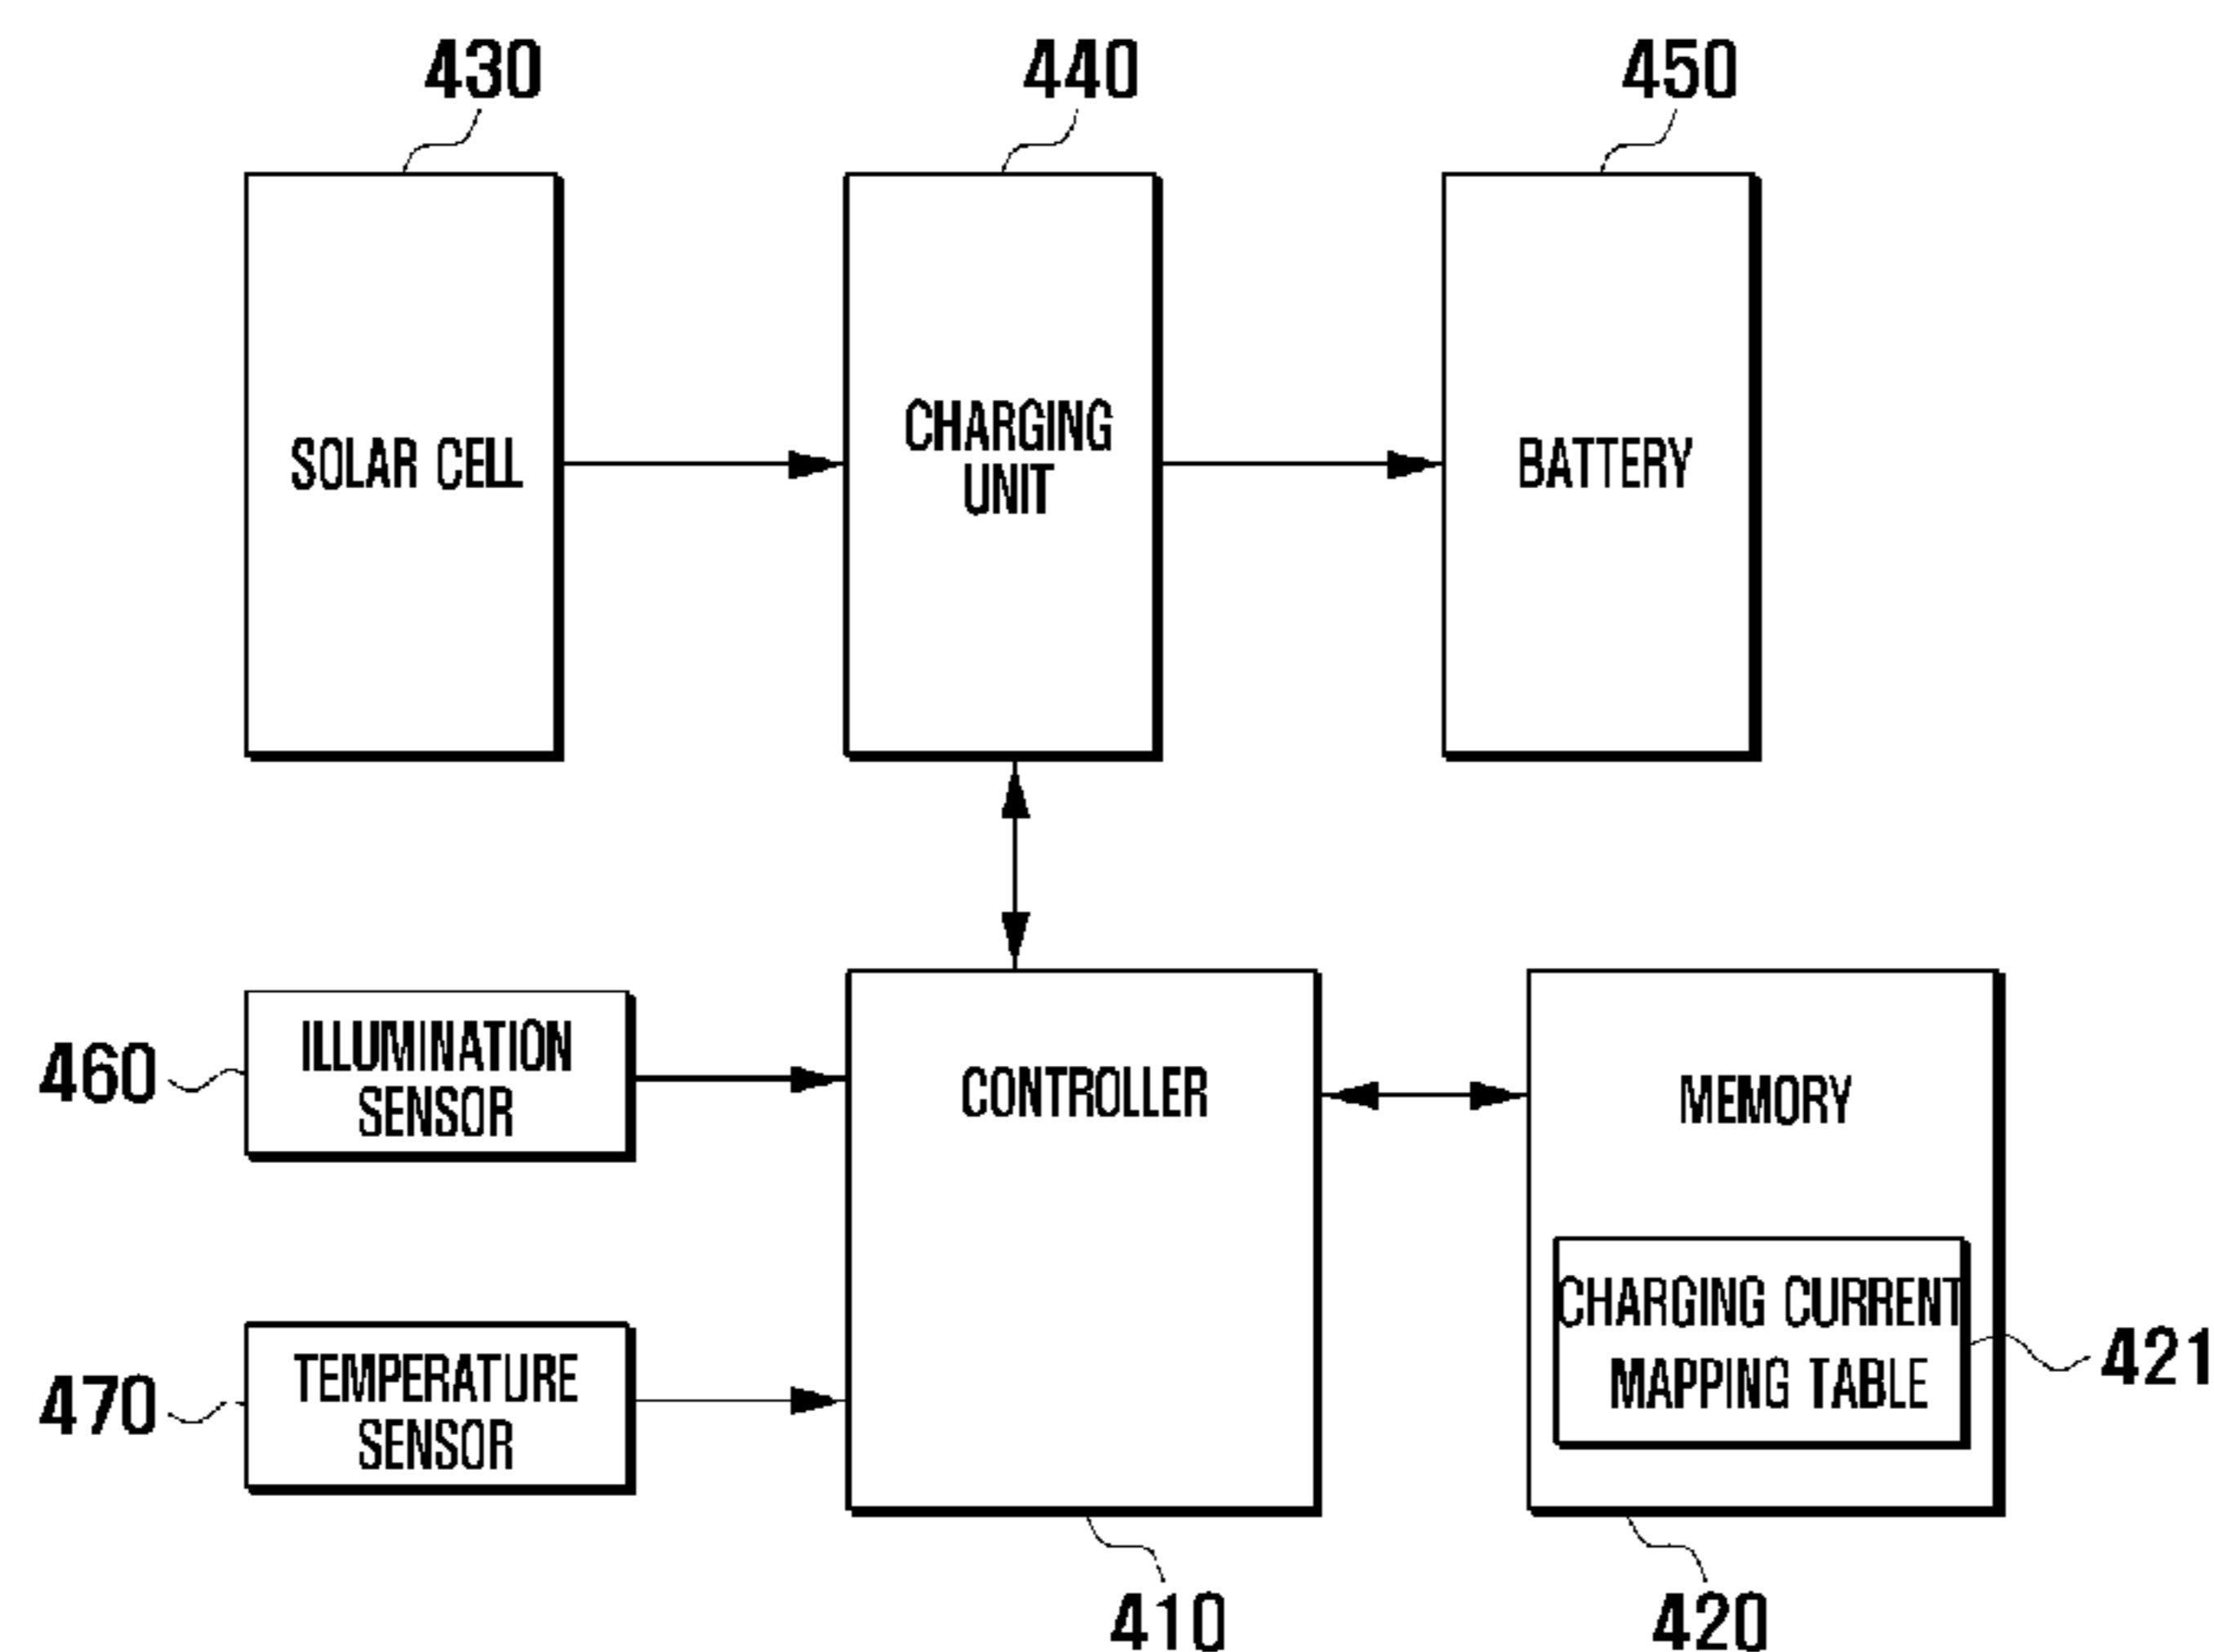 430
440
450
SOLAR CELL
CHARGING
UNIT
BATTERY
460
ILLUMINATION
SENSOR
CONTROLLER
MEMORY
470
TEMPERATURE
SENSOR
CHARGING CURRENT
MAPPING TABLE
421
410
420